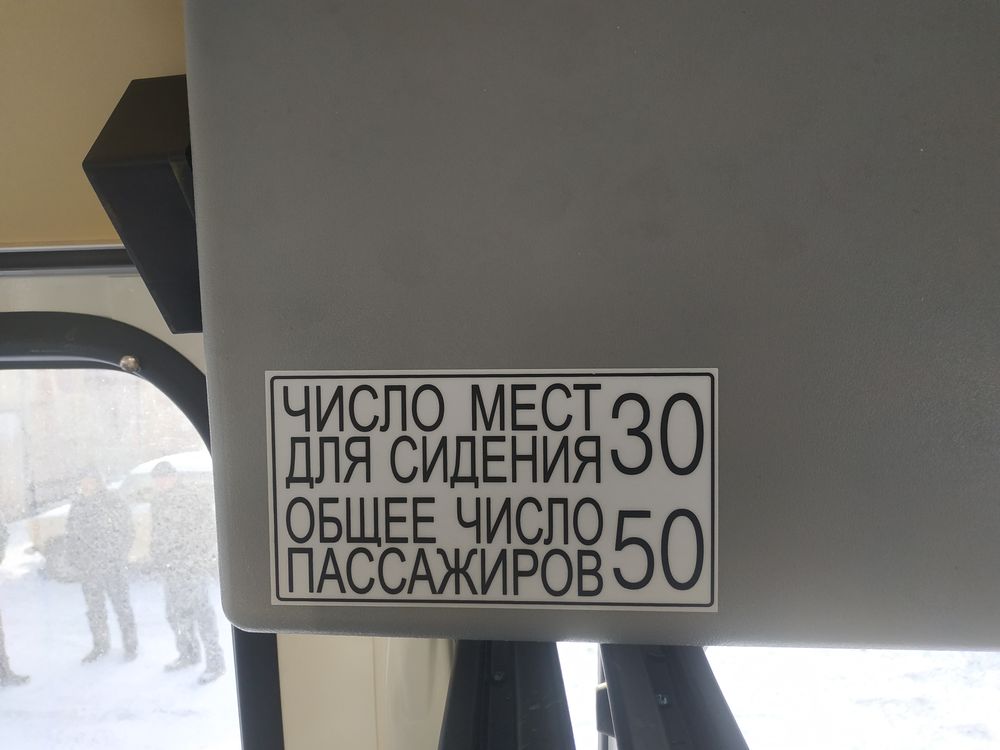 ЧИСЛО МЕСТ
ДЛЯ СИДЕНИЯ 30
ОБЩЕЕ ЧИСЛО
ПАССАЖИРОВ 50